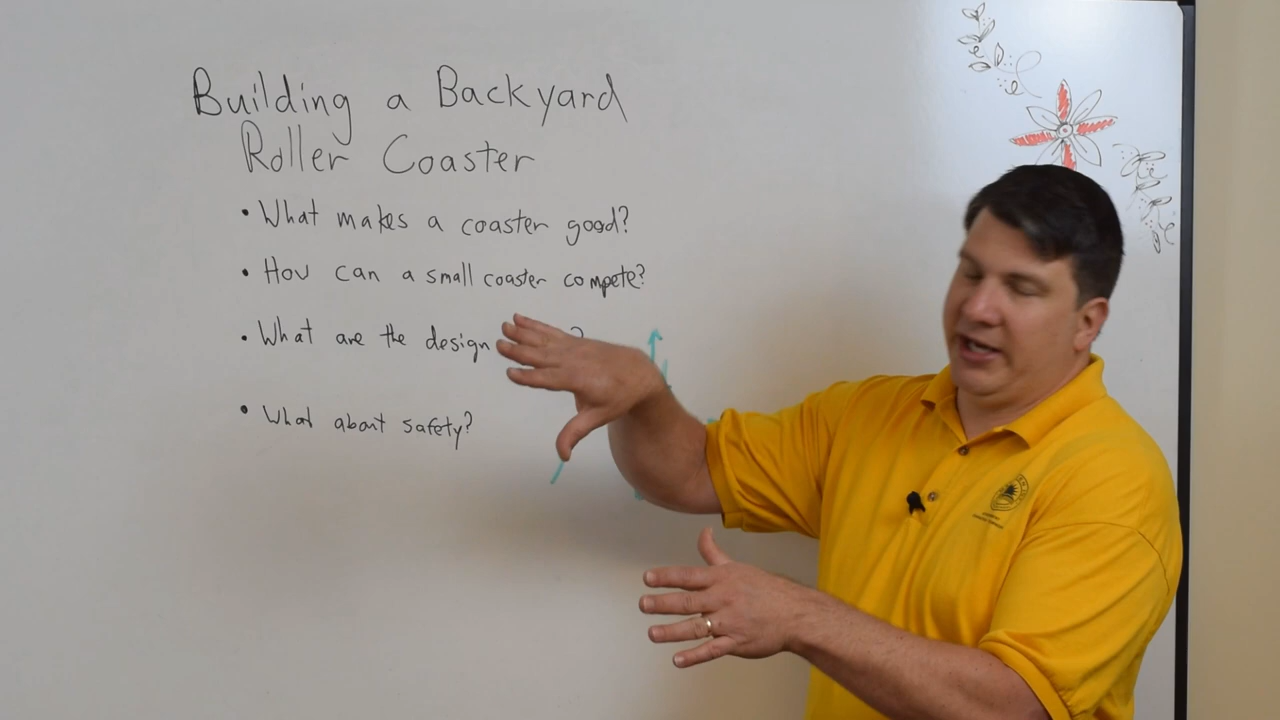 Building a Backyard
Roller Coaster
• What makes a coaster good?
• How can a small coaster compete?
• What are the design ?
• What about safety?